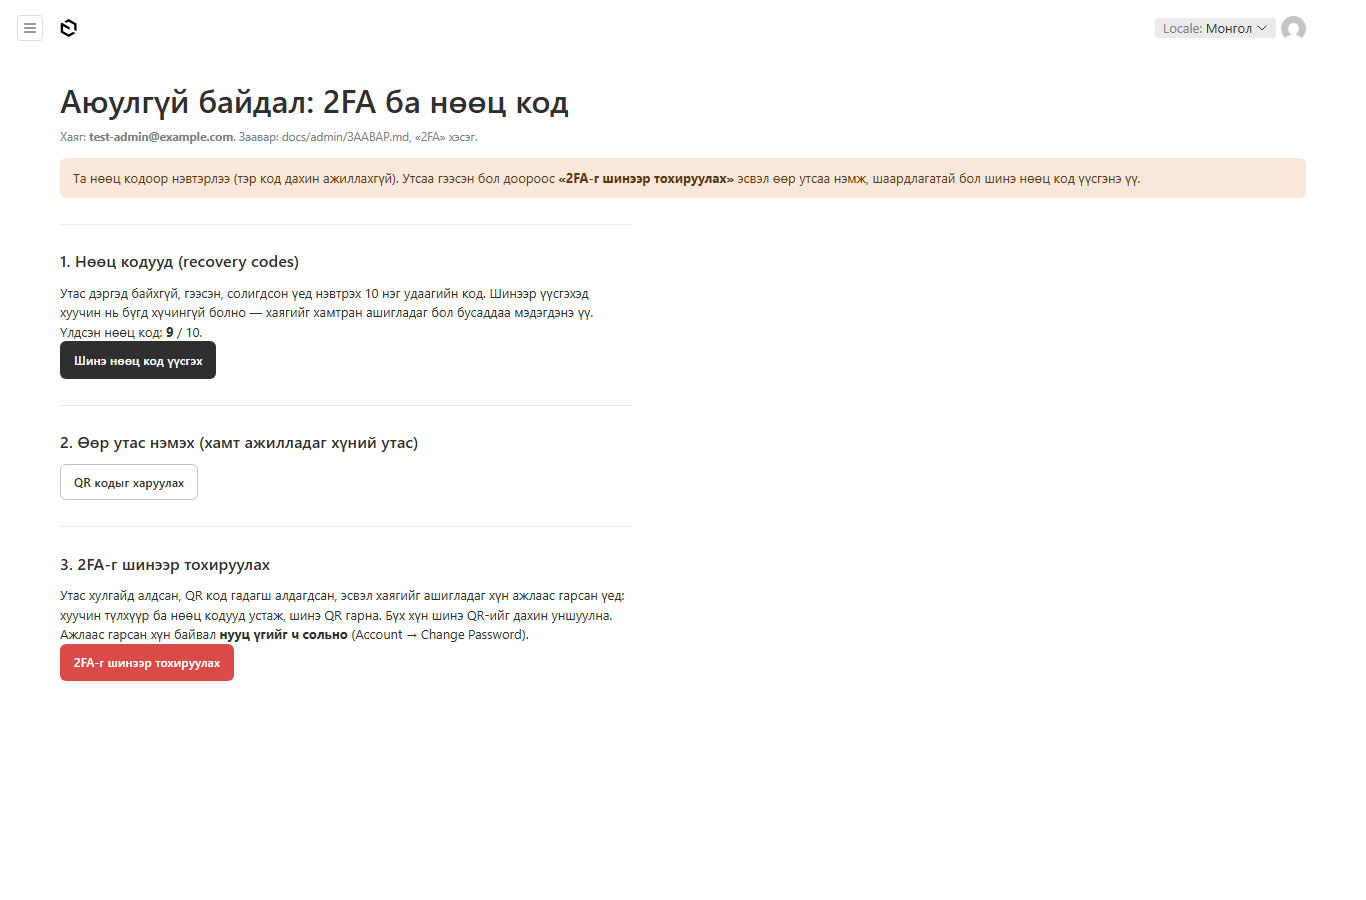 Locale: Монгол
Аюулгүй байдал: 2FA ба нөөц код
Хаяг: test-admin@example.com. Заавар: docs/admin/ЗААВАР.md, «2FA» хэсэг.
Та нөөц кодоор нэвтэрлээ (тэр код дахин ажиллахгүй). Утсаа гээсэн бол доороос «2FA-г шинээр тохируулах» эсвэл өөр утсаа нэмж, шаардлагатай бол шинэ нөөц код үүсгэнэ үү.
1. Нөөц кодууд (recovery codes)
Утас дэргэд байхгүй, гээсэн, солигдсон үед нэвтрэх 10 нэг удаагийн код. Шинээр үүсгэхэд
хуучин нь бүгд хүчингүй болно — хаягийг хамтран ашигладаг бол бусаддаа мэдэгдэнэ үү.
Үлдсэн нөөц код: 9 / 10.
Шинэ нөөц код үүсгэх
2. Өөр утас нэмэх (хамт ажилладаг хүний утас)
QR кодыг харуулах
3. 2FA-г шинээр тохируулах
Утас хулгайд алдсан, QR код гадагш алдагдсан, эсвэл хаягийг ашигладаг хүн ажлаас гарсан үед:
хуучин түлхүүр ба нөөц кодууд устаж, шинэ QR гарна. Бүх хүн шинэ QR-ийг дахин уншуулна.
Ажлаас гарсан хүн байвал нууц үгийг ч сольно (Account → Change Password).
2FA-г шинээр тохируулах